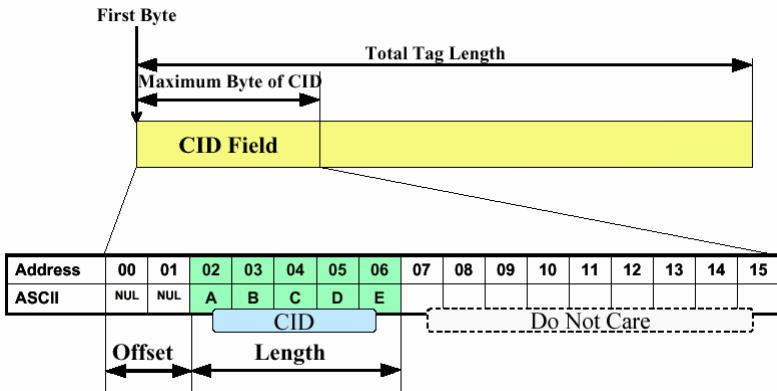 First Byte
Total Tag Length
Maximum Byte of CID
CID Field
Address 00 01 02 03 04 05 06 07 08 09 10 11 12 13 14 15
ASCII NUL NUL A B C D E
CID
Do Not Care
Offset
Length